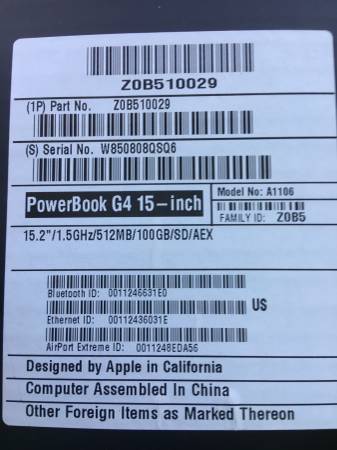 Z0B510029
(1P) Part No. Z0B510029
(S) Serial No. W850808QSQ6
PowerBook G4 15-inch
Model No: A1106
FAMILY ID: Z0B5
15.2"/1.5GHz/512MB/100GB/SD/AEX
Bluetooth ID: 0011246631E0
Ethernet ID: 00112436031E
US
AirPort Extreme ID: 0011248EDA56
Designed by Apple in California
Computer Assembled In China
Other Foreign Items as Marked Thereon